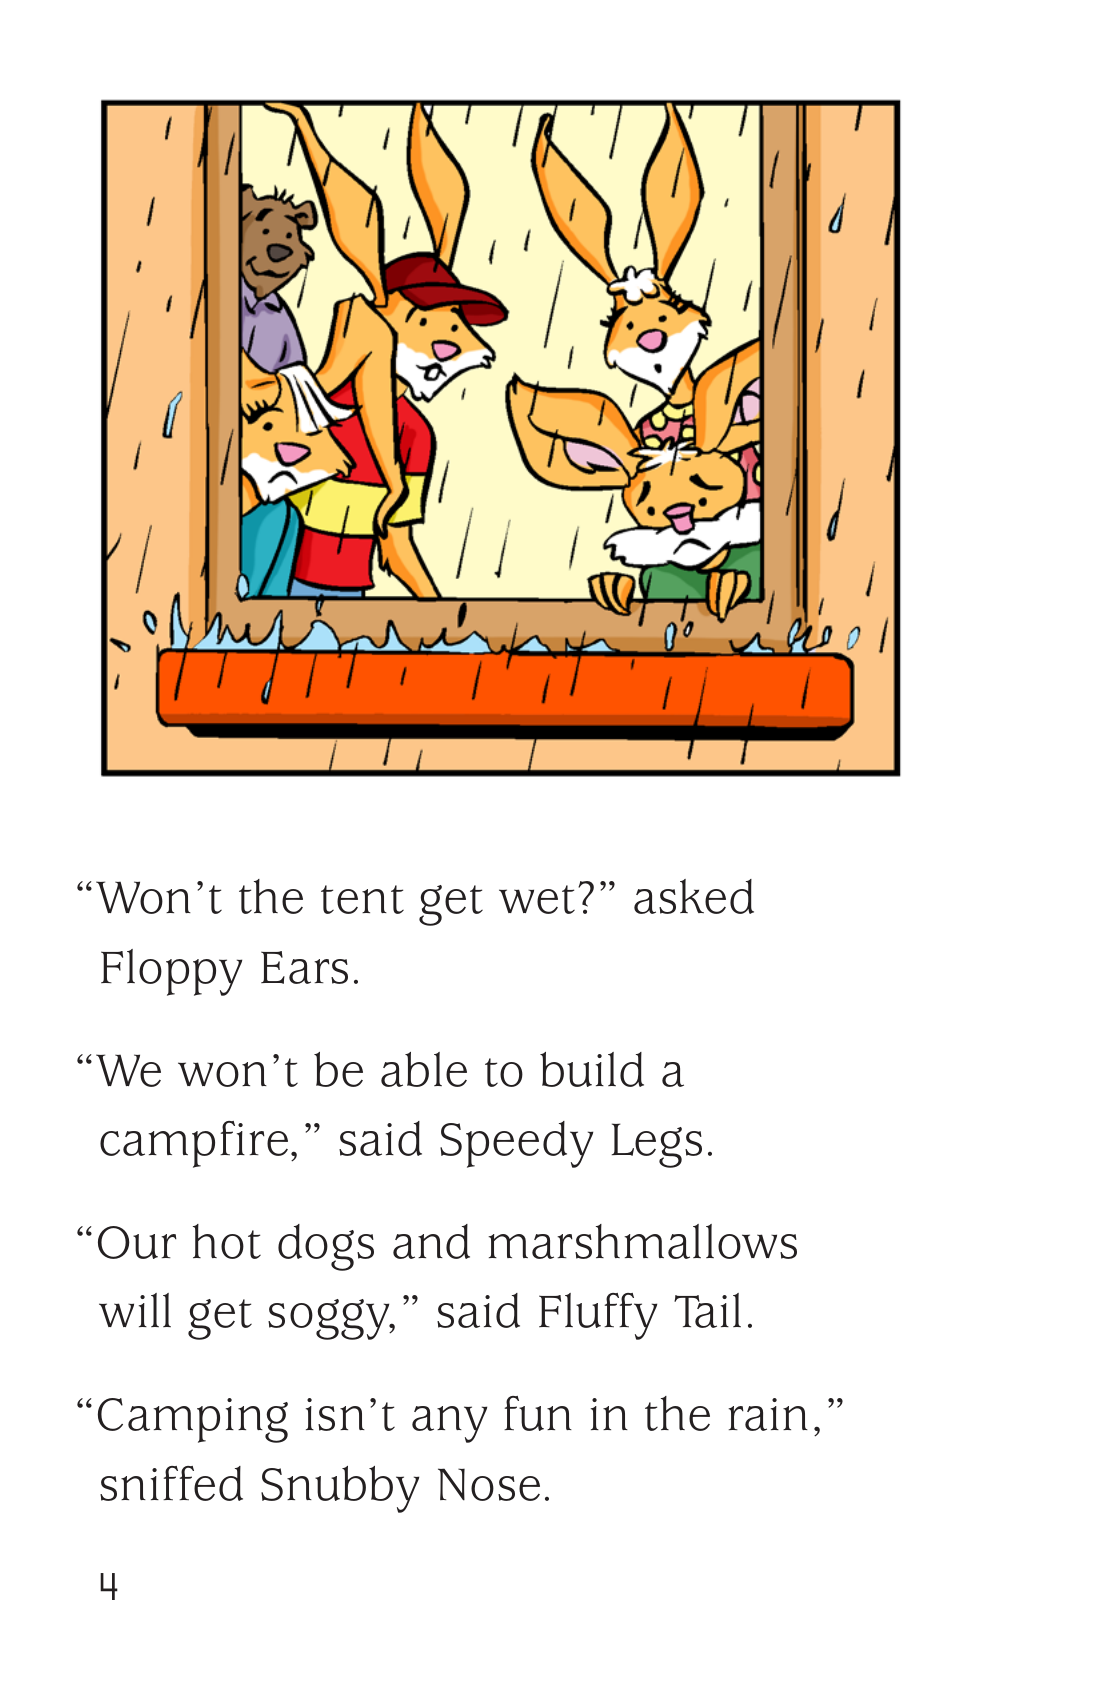 “Won’t the tent get wet?” asked
Floppy Ears.
“We won’t be able to build a
campfire,” said Speedy Legs.
“Our hot dogs and marshmallows
will get soggy,” said Fluffy Tail.
“Camping isn’t any fun in the rain,”
sniffed Snubby Nose.
4